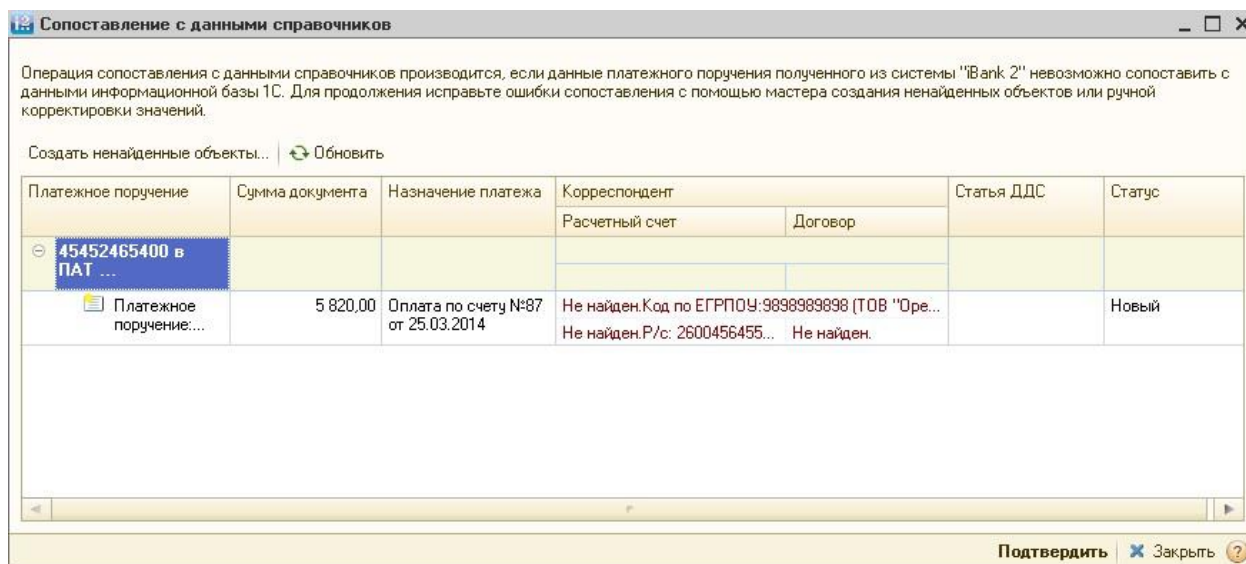 Сопоставление с данными справочников
Операция сопоставления с данными справочников производится, если данные платежного поручения полученного из системы "iBank 2" невозможно сопоставить с
данными информационной базы 1С. Для продолжения исправьте ошибки сопоставления с помощью мастера создания ненайденных объектов или ручной
корректировки значений.
Создать ненайденные объекты... Обновить
Платежное поручение Сумма документа Назначение платежа Корреспондент Статья ДДС Статус
Расчетный счет Договор
45452465400 в
ПАТ ...
Платежное 5 820,00 Оплата по счету №87 Не найден.Код по ЕГРПОУ:9898989898 (ТОВ "Оре... Новый
поручение:... от 25.03.2014 Не найден.Р/с: 2600456455... Не найден.
Подтвердить Закрыть ?